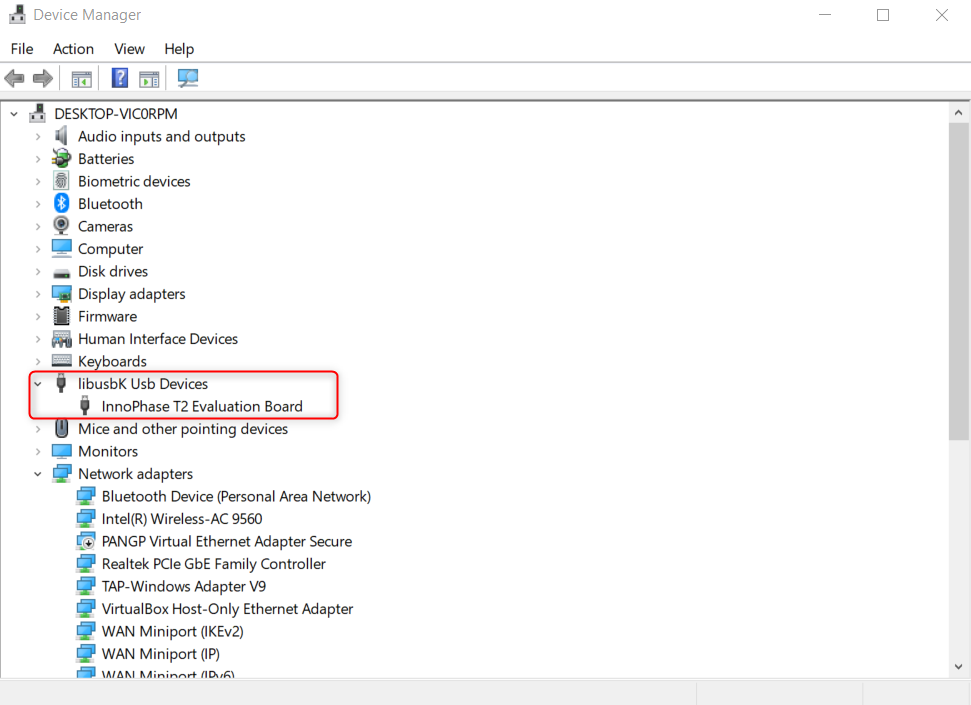 Device Manager
File Action View Help
?
DESKTOP-VIC0RPM
Audio inputs and outputs
Batteries
Biometric devices
Bluetooth
Cameras
Computer
Disk drives
Display adapters
Firmware
Human Interface Devices
Keyboards
libusbK Usb Devices
InnoPhase T2 Evaluation Board
Mice and other pointing devices
Monitors
Network adapters
Bluetooth Device (Personal Area Network)
Intel(R) Wireless-AC 9560
PANGP Virtual Ethernet Adapter Secure
Realtek PCIe GbE Family Controller
TAP-Windows Adapter V9
VirtualBox Host-Only Ethernet Adapter
WAN Miniport (IKEv2)
WAN Miniport (IP)
WAN Miniport (IPv6)